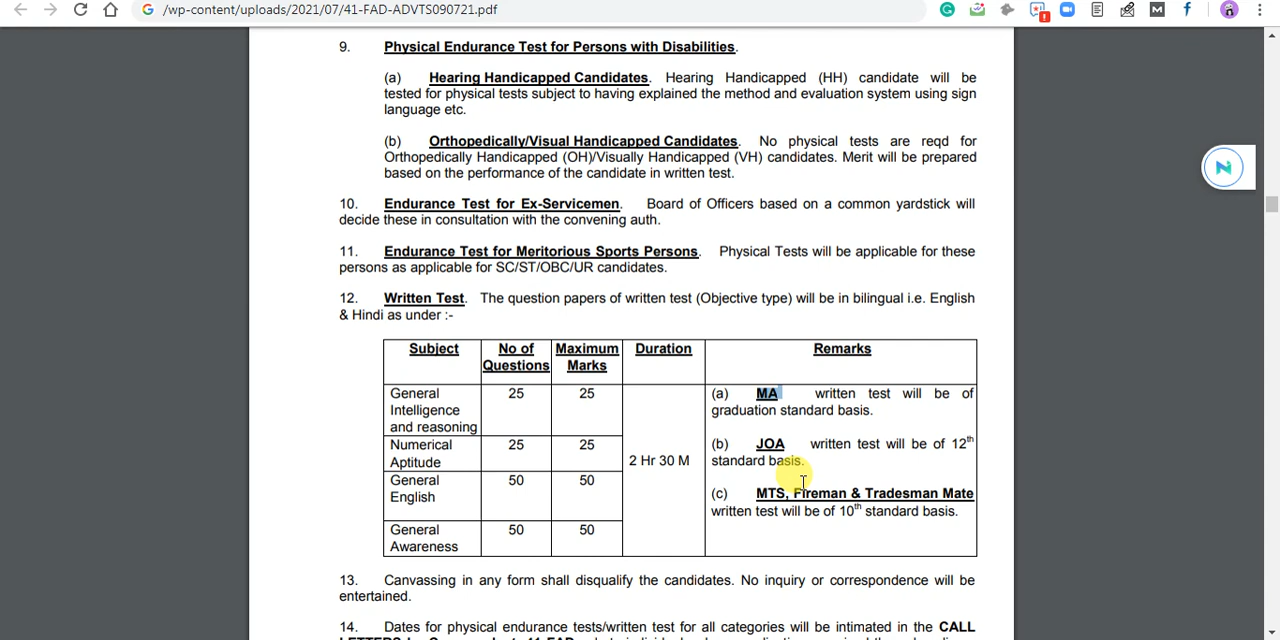 /wp-content/uploads/2021/07/41-FAD-ADVTS090721.pdf
9. Physical Endurance Test for Persons with Disabilities.
(a) Hearing Handicapped Candidates. Hearing Handicapped (HH) candidate will be
tested for physical tests subject to having explained the method and evaluation system using sign
language etc.
(b) Orthopedically/Visual Handicapped Candidates. No physical tests are reqd for
Orthopedically Handicapped (OH)/Visually Handicapped (VH) candidates. Merit will be prepared
based on the performance of the candidate in written test.
10. Endurance Test for Ex-Servicemen. Board of Officers based on a common yardstick will
decide these in consultation with the convening auth.
11. Endurance Test for Meritorious Sports Persons. Physical Tests will be applicable for these
persons as applicable for SC/ST/OBC/UR candidates.
12. Written Test. The question papers of written test (Objective type) will be in bilingual i.e. English
& Hindi as under :-
Subject No of Questions Maximum Marks Duration Remarks
General Intelligence and reasoning 25 25
Numerical Aptitude 25 25
General English 50 50
General Awareness 50 50
2 Hr 30 M
(a) MA written test will be of
graduation standard basis.
(b) JOA written test will be of 12th
standard basis.
(c) MTS, Fireman & Tradesman Mate
written test will be of 10th standard basis.
13. Canvassing in any form shall disqualify the candidates. No inquiry or correspondence will be
entertained.
14. Dates for physical endurance tests/written test for all categories will be intimated in the CALL